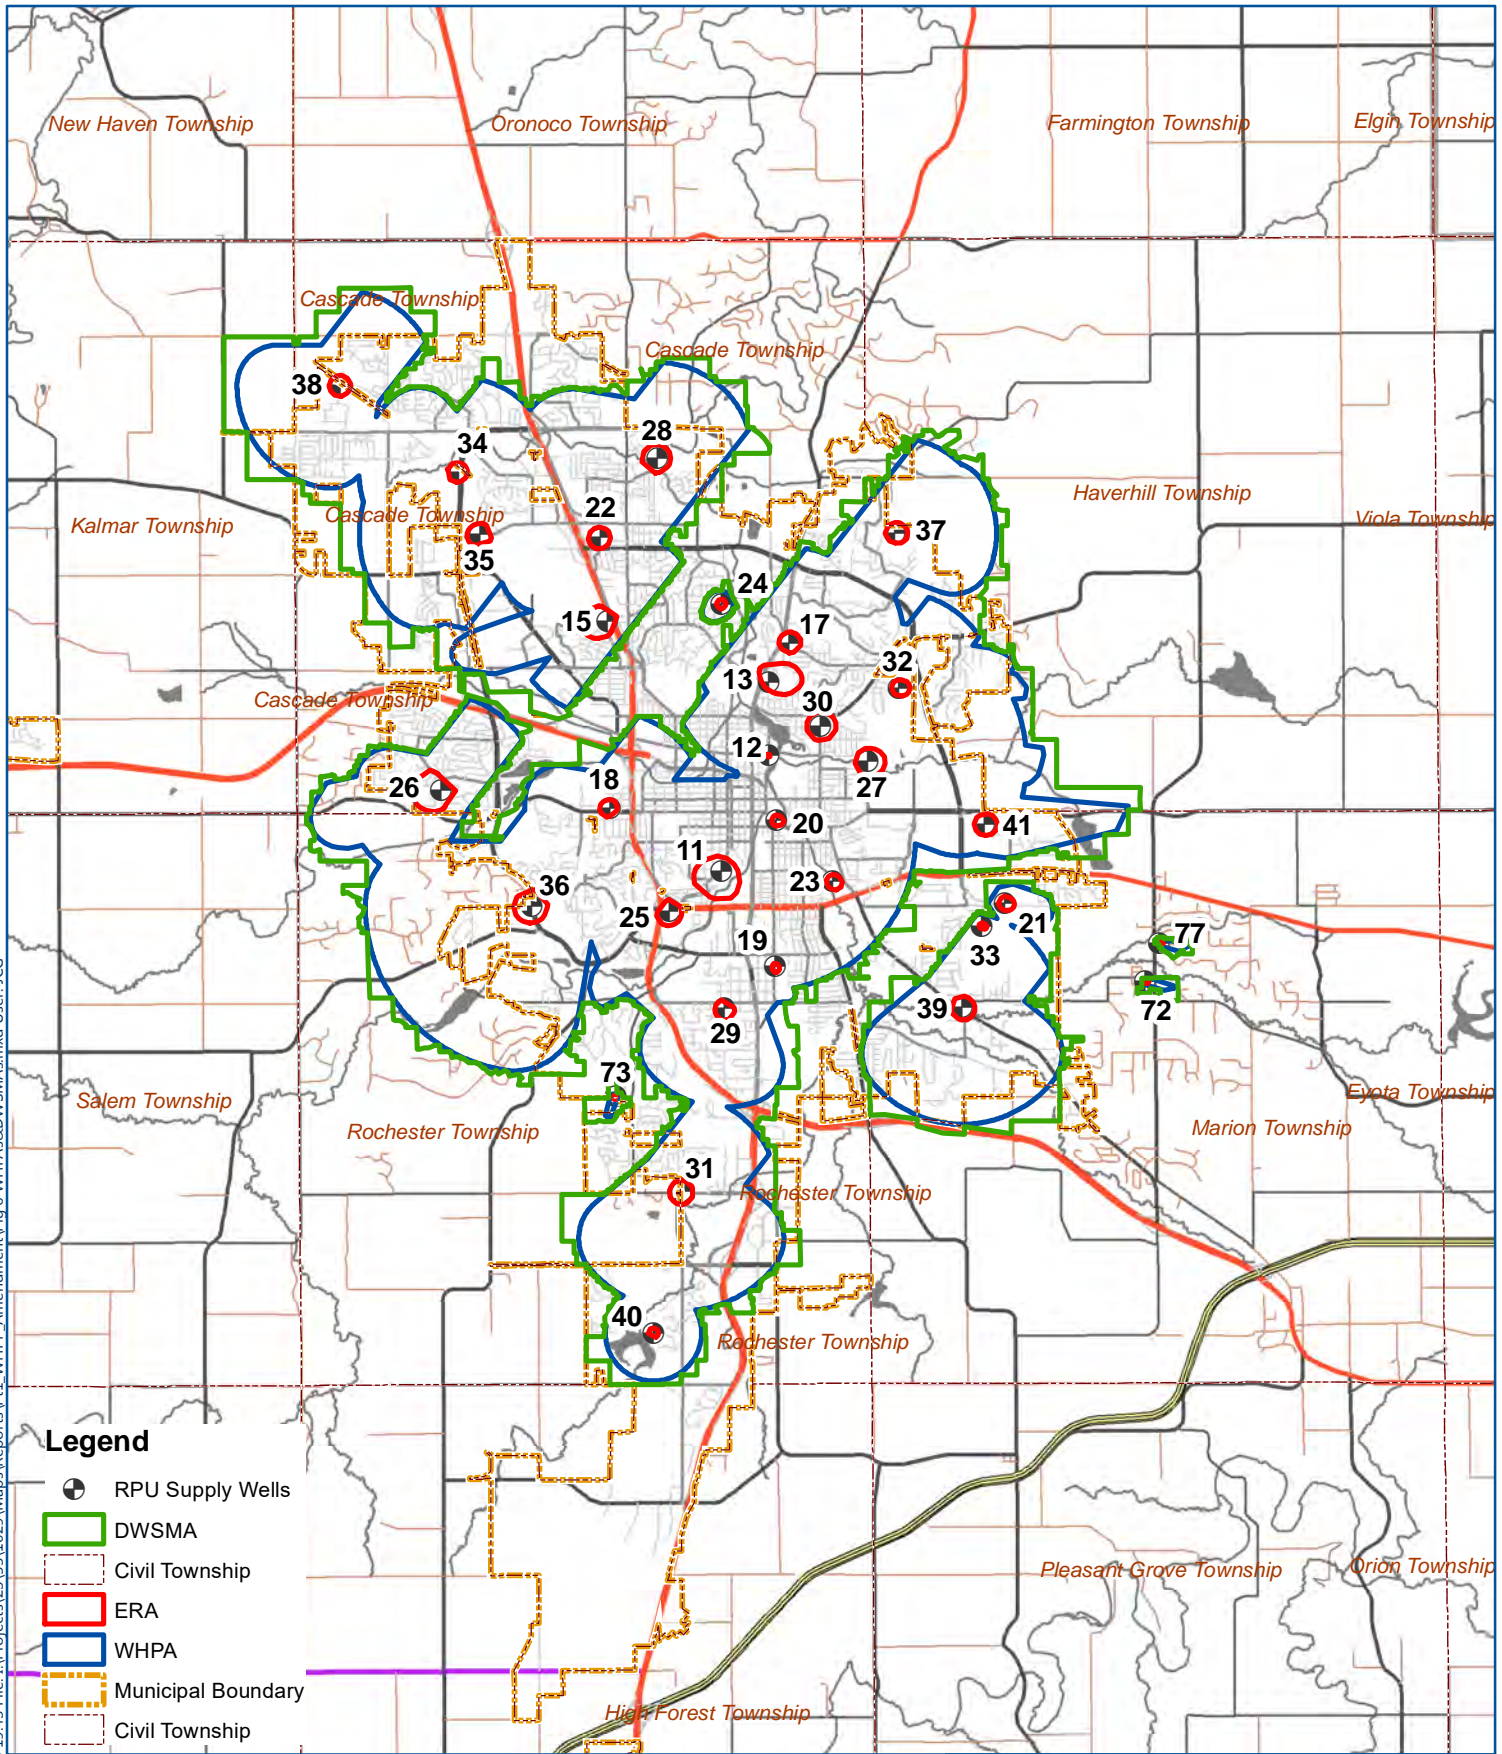 New Haven Township
Oronoco Township
Farmington Township
Elgin Township
Cascade Township
Cascade Township
38
28
34
Haverhill Township
Kalmar Township
Cascade Township
22
37
Viola Township
35
24
15
17
13
32
Cascade Township
30
12
27
26
18
20
41
11
23
36
25
21
33
77
19
39
72
29
73
Salem Township
Rochester Township
Eyota Township
Marion Township
31
Rochester Township
40
Rochester Township
Legend
RPU Supply Wells
DWSMA
Civil Township
ERA
WHPA
Municipal Boundary
Civil Township
Pleasant Grove Township
Orion Township
High Forest Township